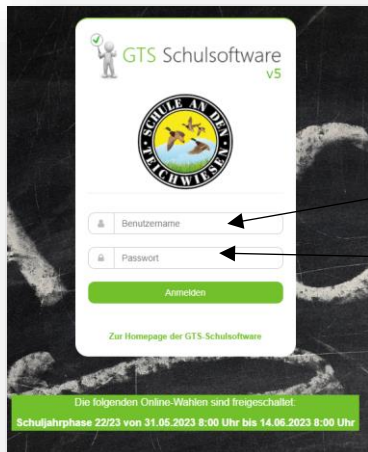 GTS Schulsoftware
v5
SCHULE AN DEN
TEICHWIESEN
Benutzername
Passwort
Anmelden
Zur Homepage der GTS-Schulsoftware
Die folgenden Online-Wahlen sind freigeschaltet:
Schuljahrphase 22/23 von 31.05.2023 8:00 Uhr bis 14.06.2023 8:00 Uhr